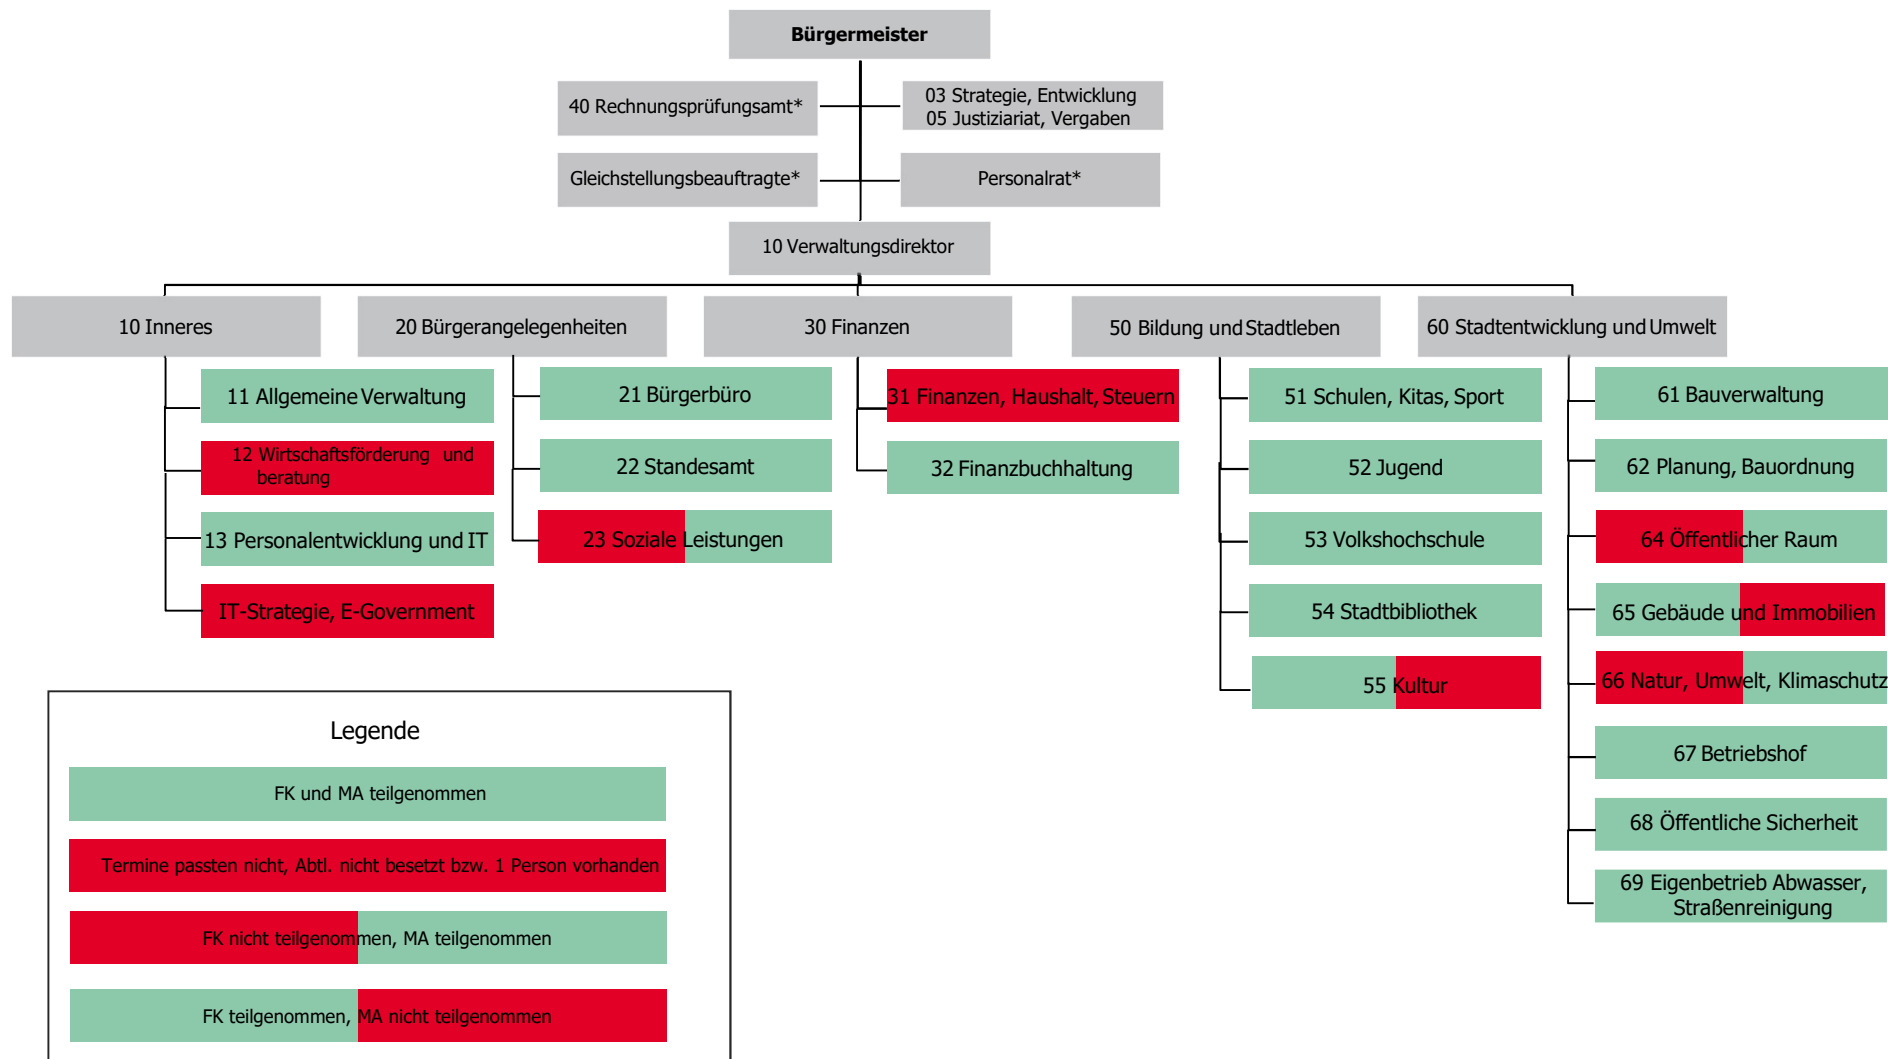 Bürgermeister
40 Rechnungsprüfungsamt*
03 Strategie, Entwicklung
05 Justiziariat, Vergaben
Gleichstellungsbeauftragte*
Personalrat*
10 Verwaltungsdirektor
10 Inneres
20 Bürgerangelegenheiten
30 Finanzen
50 Bildung und Stadtleben
60 Stadtentwicklung und Umwelt
11 Allgemeine Verwaltung
12 Wirtschaftsförderung und
beratung
13 Personalentwicklung und IT
IT-Strategie, E-Government
21 Bürgerbüro
22 Standesamt
23 Soziale Leistungen
31 Finanzen, Haushalt, Steuern
32 Finanzbuchhaltung
51 Schulen, Kitas, Sport
52 Jugend
53 Volkshochschule
54 Stadtbibliothek
55 Kultur
61 Bauverwaltung
62 Planung, Bauordnung
64 Öffentlicher Raum
65 Gebäude und Immobilien
66 Natur, Umwelt, Klimaschutz
67 Betriebshof
68 Öffentliche Sicherheit
69 Eigenbetrieb Abwasser,
Straßenreinigung
Legende
FK und MA teilgenommen
Termine passten nicht, Abtl. nicht besetzt bzw. 1 Person vorhanden
FK nicht teilgenommen, MA teilgenommen
FK teilgenommen, MA nicht teilgenommen